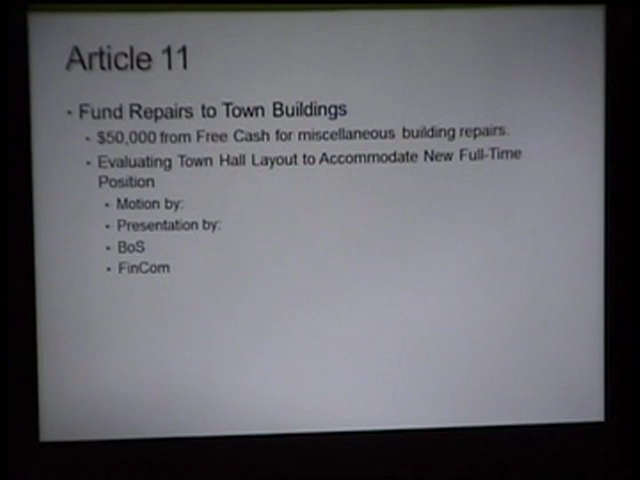 Article 11
• Fund Repairs to Town Buildings
• $50,000 from Free Cash for miscellaneous building repairs.
• Evaluating Town Hall Layout to Accommodate New Full-Time
Position
• Motion by:
• Presentation by:
• BoS
• FinCom